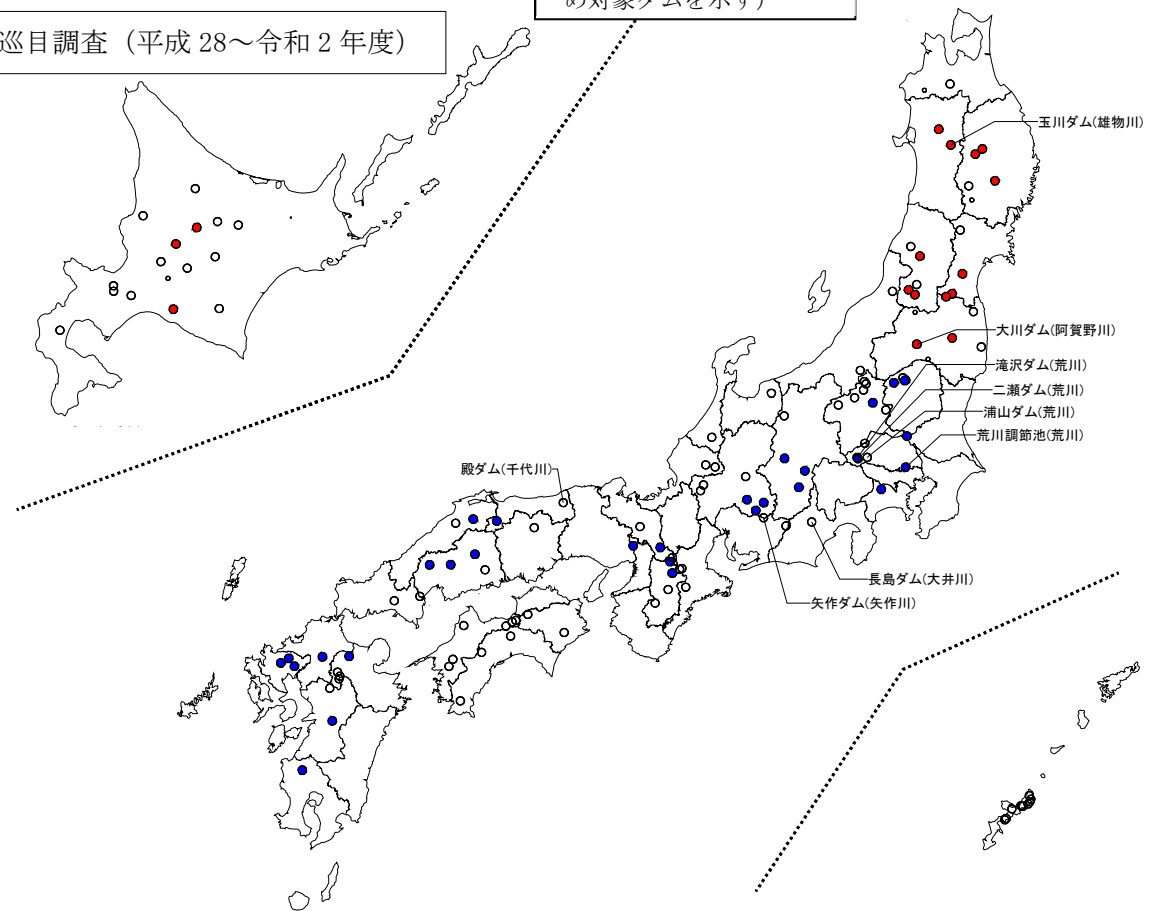 め対象ダムを示す）
巡目調査（平成 28～令和 2 年度）
玉川ダム(雄物川)
大川ダム(阿賀野川)
滝沢ダム(荒川)
二瀬ダム(荒川)
浦山ダム(荒川)
荒川調節池(荒川)
殿ダム(千代川)
長島ダム(大井川)
矢作ダム(矢作川)